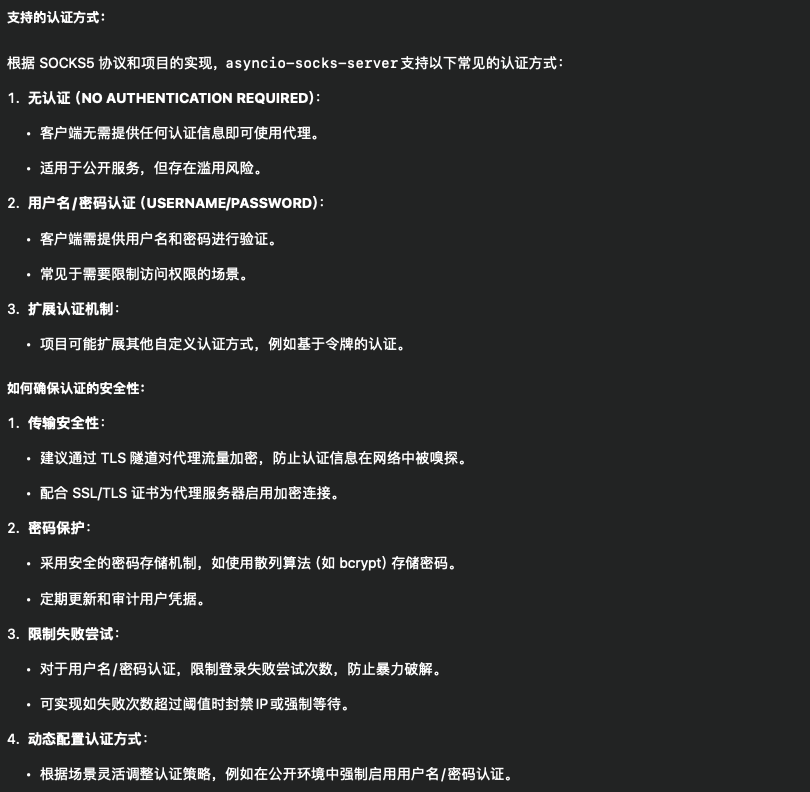 支持的认证方式：
根据 SOCKS5 协议和项目的实现，asyncio-socks-server支持以下常见的认证方式：
1. 无认证（NO AUTHENTICATION REQUIRED）：
• 客户端无需提供任何认证信息即可使用代理。
• 适用于公开服务，但存在滥用风险。
2. 用户名/密码认证（USERNAME/PASSWORD）：
• 客户端需提供用户名和密码进行验证。
• 常见于需要限制访问权限的场景。
3. 扩展认证机制：
• 项目可能扩展其他自定义认证方式，例如基于令牌的认证。
如何确保认证的安全性：
1. 传输安全性：
• 建议通过 TLS 隧道对代理流量加密，防止认证信息在网络中被嗅探。
• 配合 SSL/TLS 证书为代理服务器启用加密连接。
2. 密码保护：
• 采用安全的密码存储机制，如使用散列算法（如 bcrypt）存储密码。
• 定期更新和审计用户凭据。
3. 限制失败尝试：
• 对于用户名/密码认证，限制登录失败尝试次数，防止暴力破解。
• 可实现如失败次数超过阈值时封禁IP或强制等待。
4. 动态配置认证方式：
• 根据场景灵活调整认证策略，例如在公开环境中强制启用用户名/密码认证。